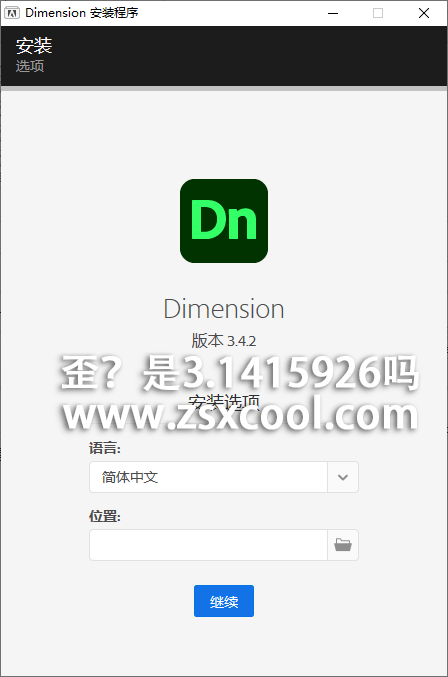 Dimension 安装程序
安装
选项
Dn
Dimension
版本 3.4.2
歪？是3.1415926吗
安装选项
www.zsxcool.com
语言:
简体中文
位置:
继续